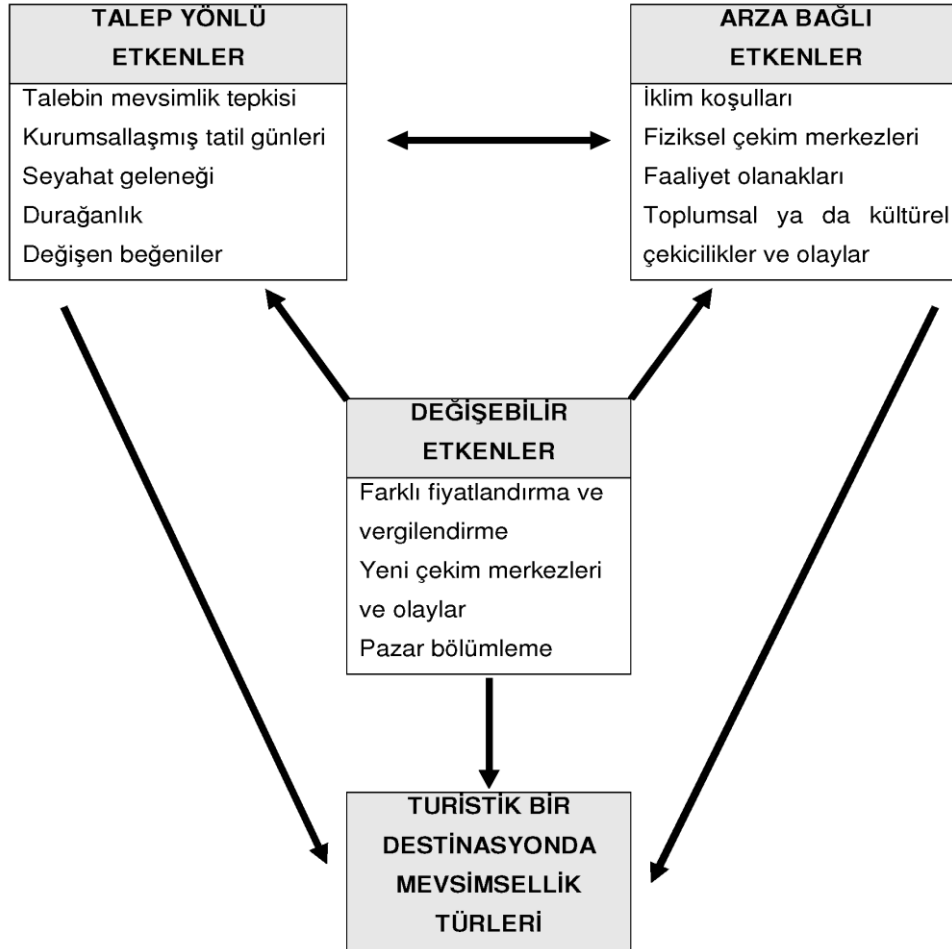 TALEP YÖNLÜ
ETKENLER
Talebin mevsimlik tepkisi
Kurumsallaşmış tatil günleri
Seyahat geleneği
Durağanlık
Değişen beğeniler
ARZA BAĞLI
ETKENLER
İklim koşulları
Fiziksel çekim merkezleri
Faaliyet olanakları
Toplumsal ya da kültürel
çekicilikler ve olaylar
DEĞİŞEBİLİR
ETKENLER
Farklı fiyatlandırma ve
vergilendirme
Yeni çekim merkezleri
ve olaylar
Pazar bölümleme
TURİSTİK BİR
DESTİNASYONDA
MEVSİMSELLİK
TÜRLERİ